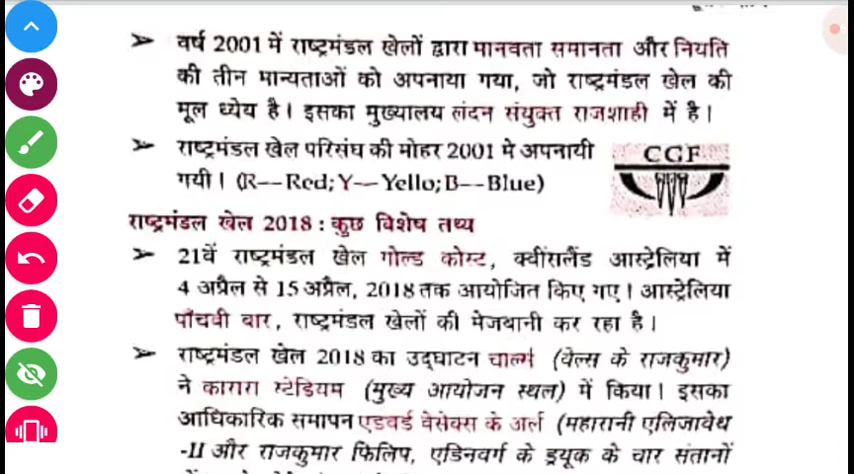 ➢ वर्ष 2001 में राष्ट्रमंडल खेलों द्वारा मानवता समानता और नियति
की तीन मान्यताओं को अपनाया गया, जो राष्ट्रमंडल खेल की
मूल ध्येय है। इसका मुख्यालय लंदन संयुक्त राजशाही में है।
➢ राष्ट्रमंडल खेल परिसंघ की मोहर 2001 मे अपनायी
गयी। (R—Red; Y—Yello; B—Blue)
CGF
राष्ट्रमंडल खेल 2018 : कुछ विशेष तथ्य
➢ 21वें राष्ट्रमंडल खेल गोल्ड कोस्ट, क्वींसलैंड आस्ट्रेलिया में
4 अप्रैल से 15 अप्रैल, 2018 तक आयोजित किए गए। आस्ट्रेलिया
पाँचवी बार, राष्ट्रमंडल खेलों की मेजबानी कर रहा है।
➢ राष्ट्रमंडल खेल 2018 का उद्घाटन चार्ल्स (वेल्स के राजकुमार)
ने कारारा स्टेडियम (मुख्य आयोजन स्थल) में किया। इसका
आधिकारिक समापन एडवर्ड वेसेक्स के अर्ल (महारानी एलिजावेथ
-II और राजकुमार फिलिप, एडिनवर्ग के ड्यूक के चार संतानों